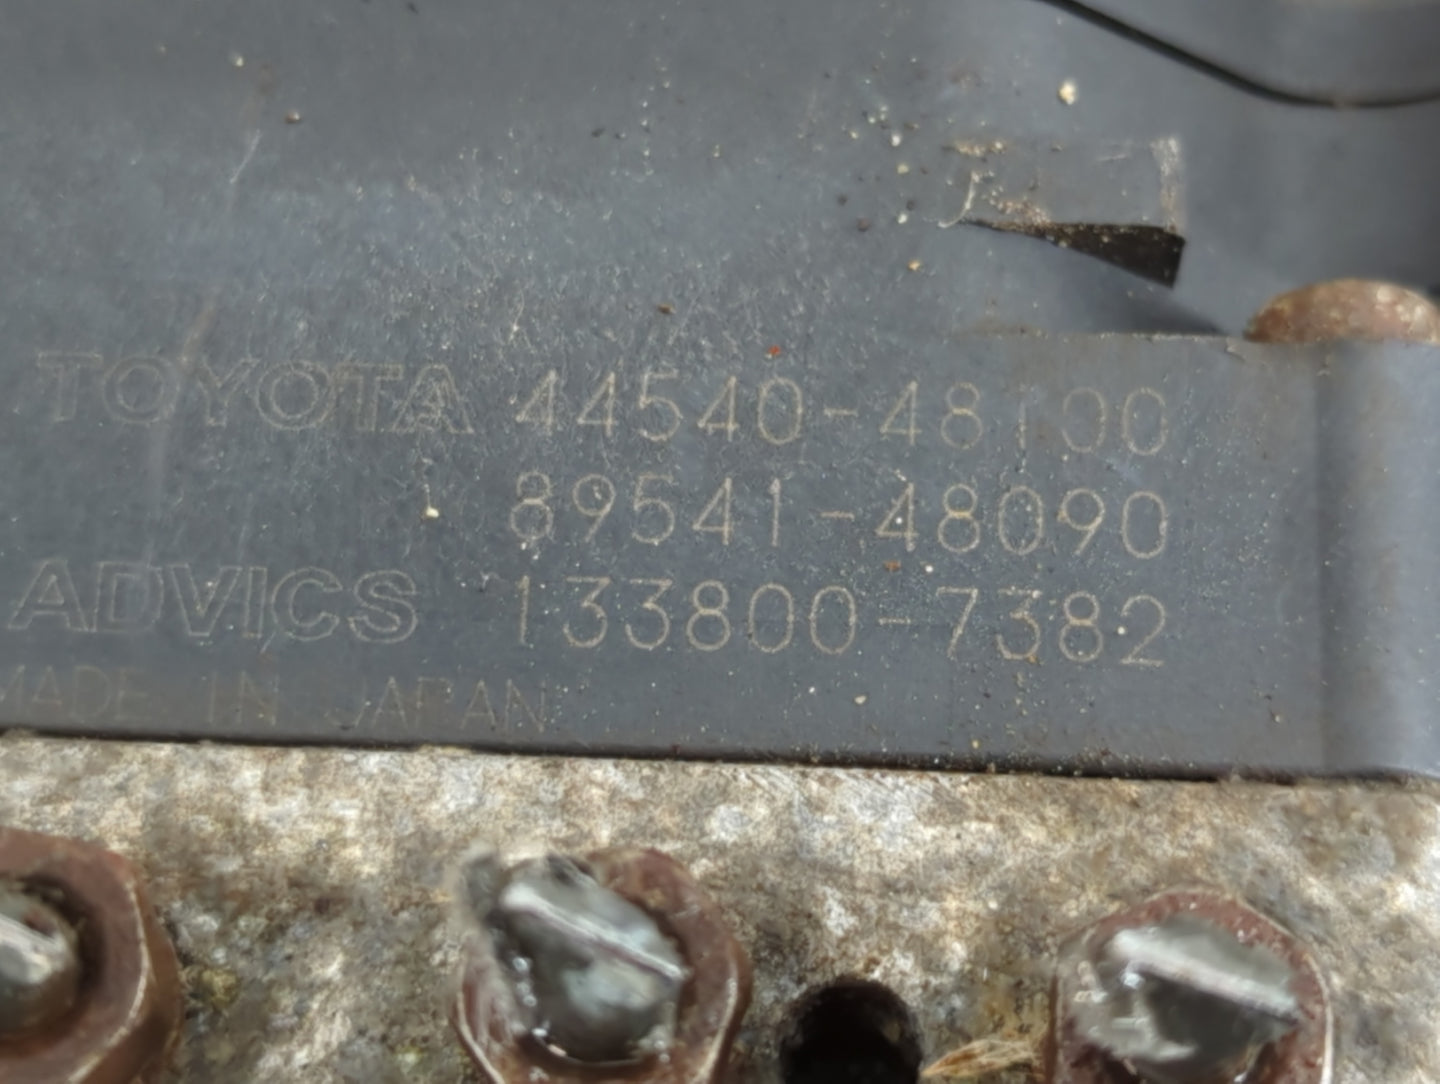 TOYOTA 44540-48100
89541-48090
ADVICS 133800-7382
MADE IN JAPAN